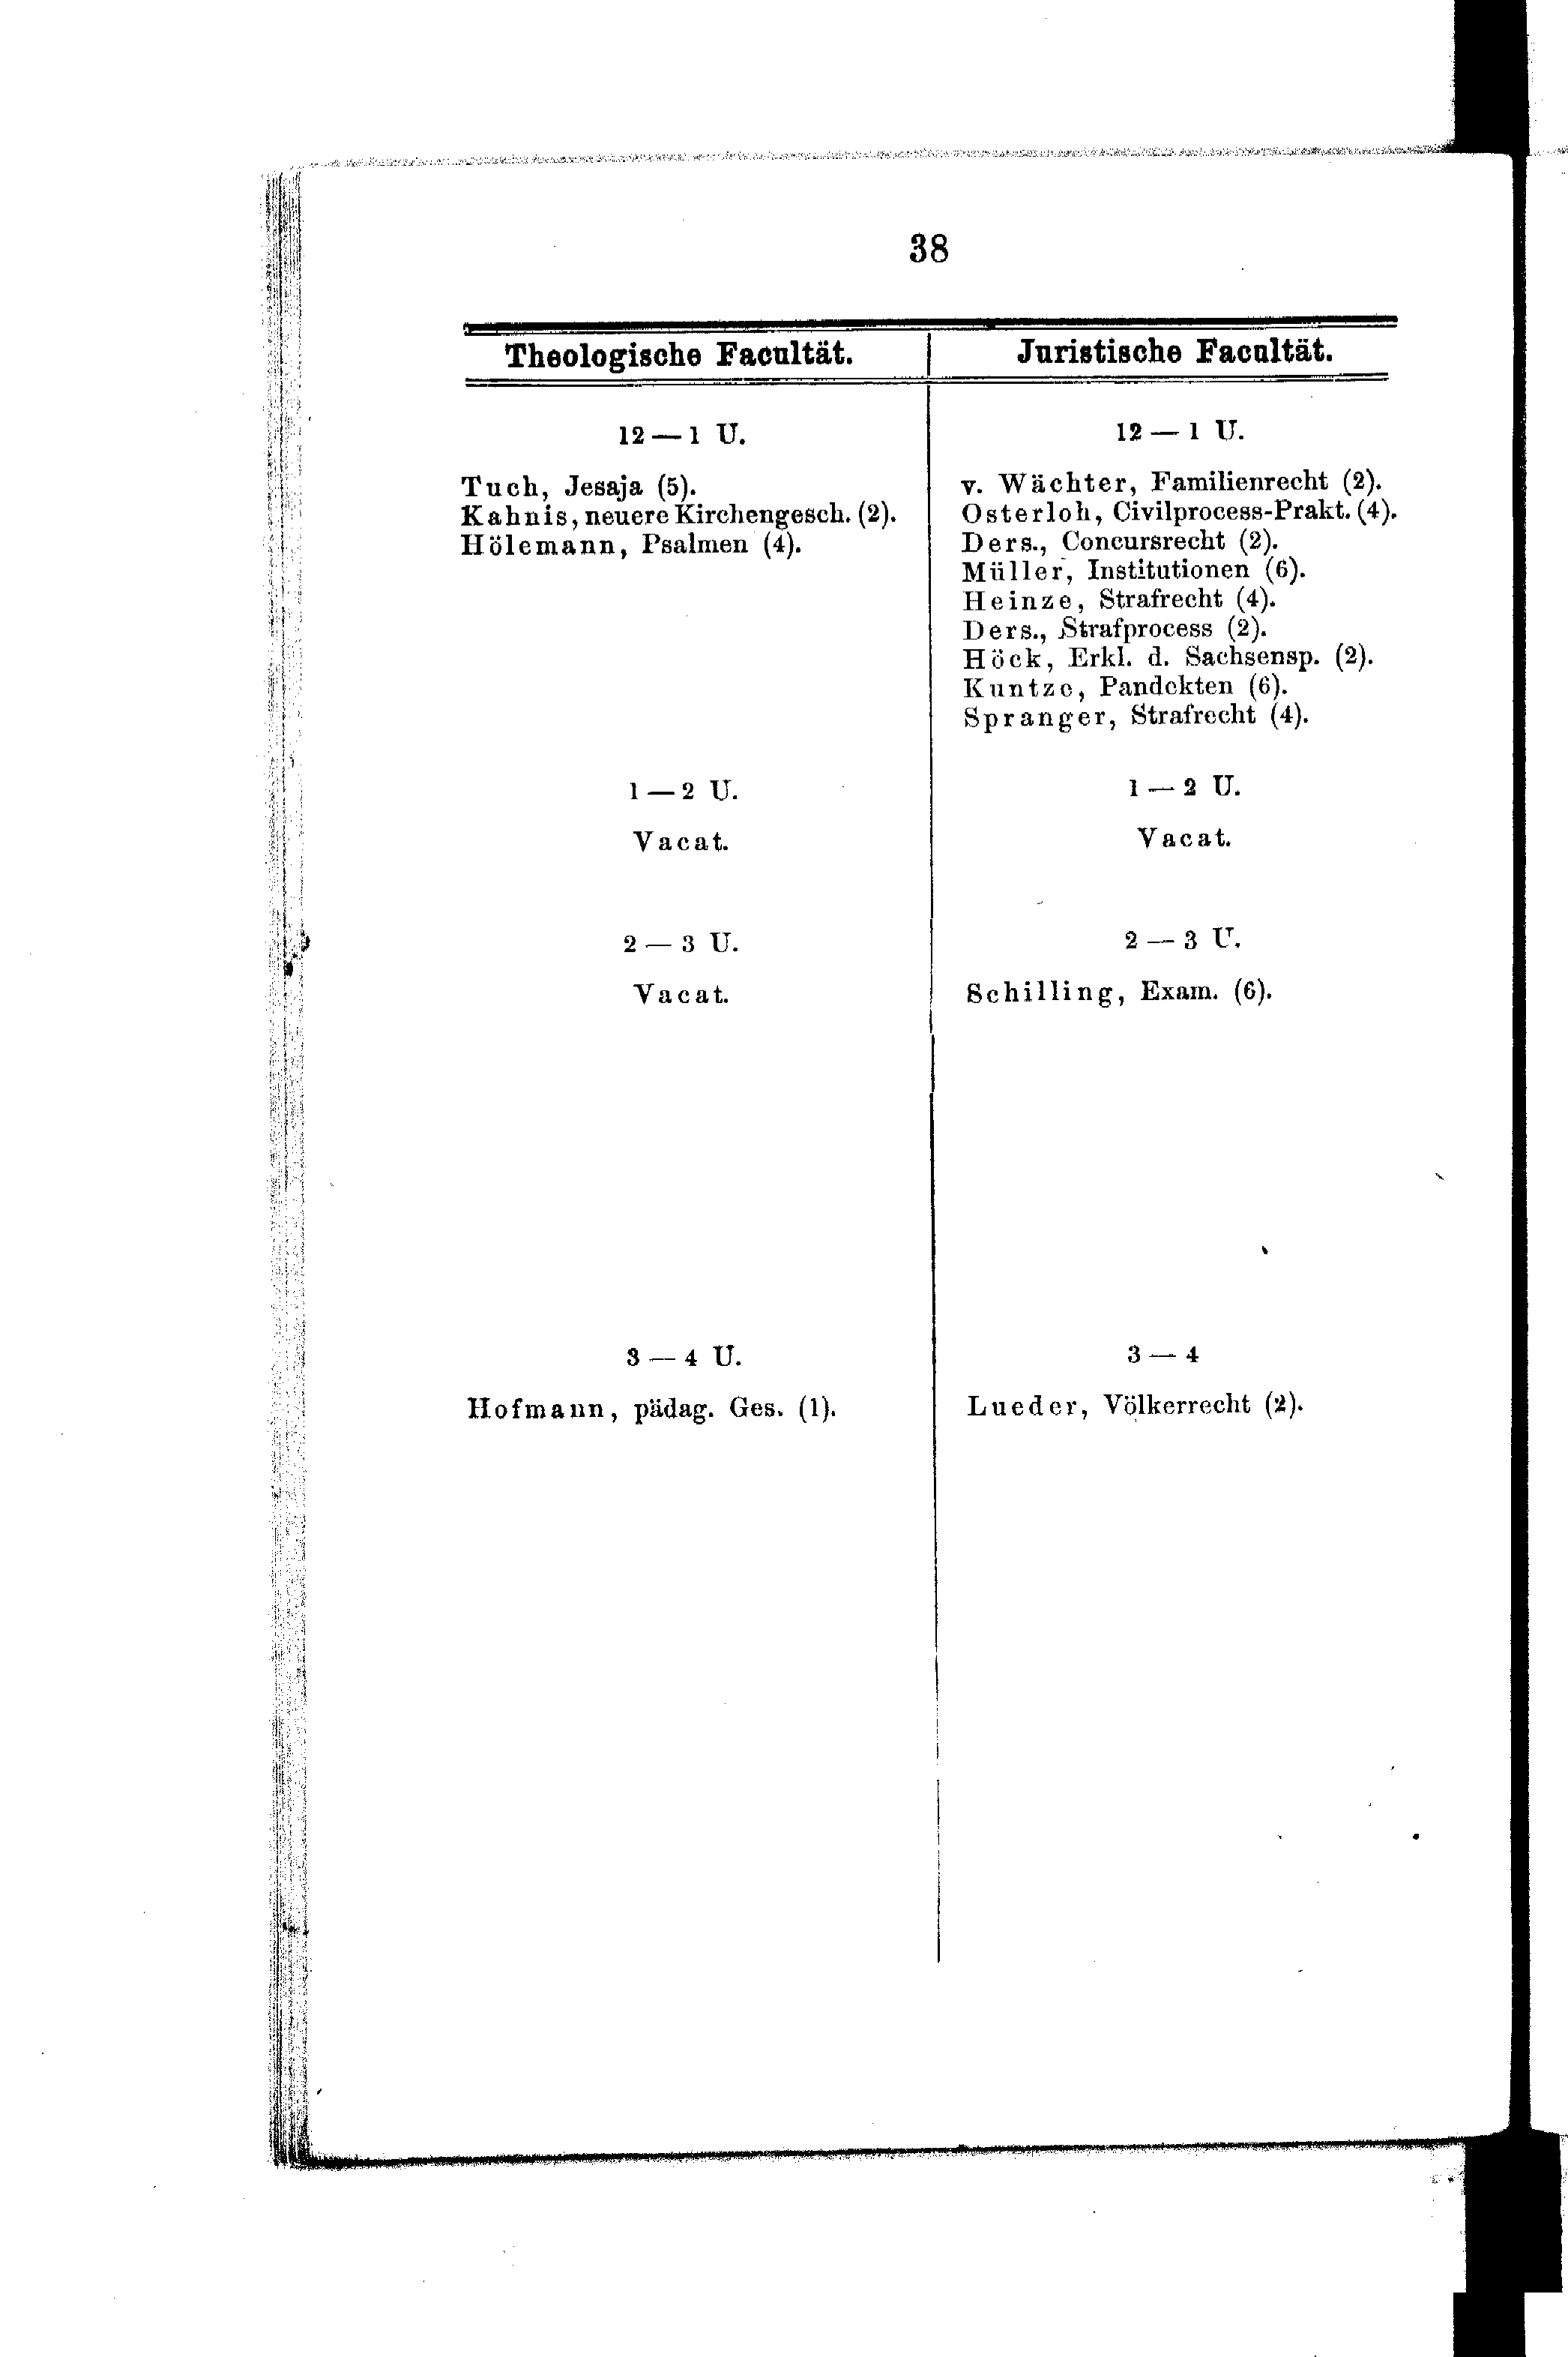 38
Theologische Facultät.
12 — 1 U.
Tuch, Jesaja (5).
Kahnis, neuere Kirchengesch. (2).
Hölemann, Psalmen (4).
1 — 2 U.
Vacat.
2 — 3 U.
Vacat.
3 — 4 U.
Hofmann, pädag. Ges. (1).
Juristische Facultät.
12 — 1 U.
v. Wächter, Familienrecht (2).
Osterloh, Civilprocess-Prakt. (4).
Ders., Concursrecht (2).
Müller, Institutionen (6).
Heinze, Strafrecht (4).
Ders., Strafprocess (2).
Höck, Erkl. d. Sachsensp. (2).
Kuntze, Pandekten (6).
Spranger, Strafrecht (4).
1 — 2 U.
Vacat.
2 — 3 U.
Schilling, Exam. (6).
3 — 4
Lueder, Völkerrecht (2).